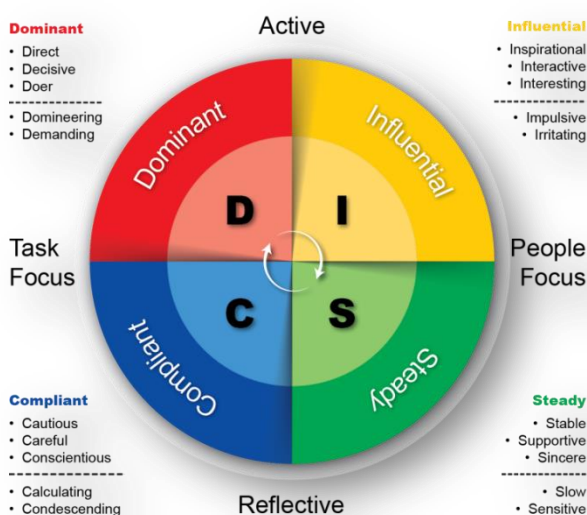 Active
Dominant
• Direct
• Decisive
• Doer
• Domineering
• Demanding
Influential
• Inspirational
• Interactive
• Interesting
• Impulsive
• Irritating
Dominant
Influential
D
I
Task
Focus
People
Focus
C
S
Compliant
Steady
Compliant
• Cautious
• Careful
• Conscientious
• Calculating
• Condescending
Steady
• Stable
• Supportive
• Sincere
• Slow
• Sensitive
Reflective